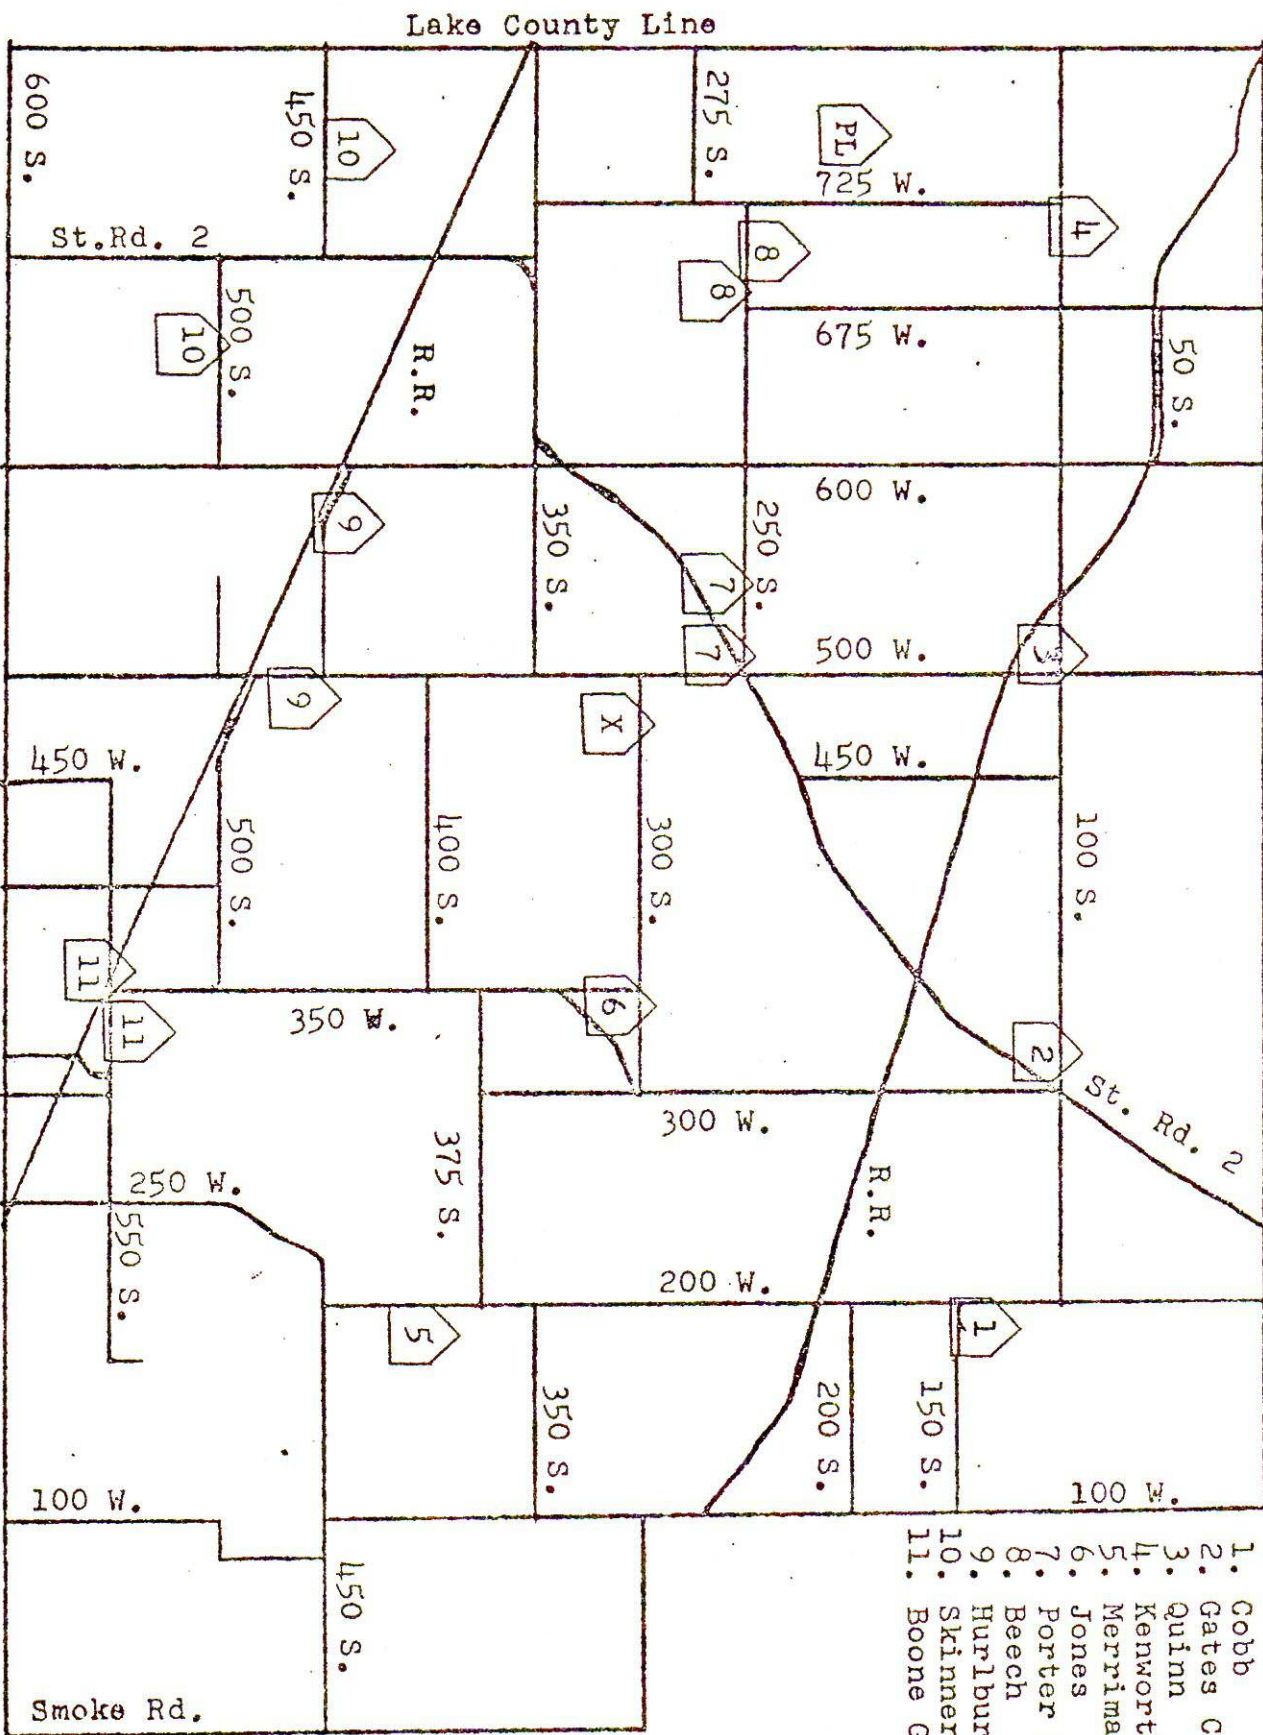 Lake County Line
600 S.
450 S.
10
275 S.
PL
725 W.
4
St.Rd. 2
8
8
500 S.
10
R.R.
675 W.
50 S.
9
350 S.
250 S.
600 W.
7
7
500 W.
3
9
X
450 W.
450 W.
500 S.
400 S.
300 S.
100 S.
11
11
350 W.
6
2
St. Rd. 2
300 W.
375 S.
R.R.
250 W.
550 S.
200 W.
5
1
350 S.
200 S.
150 S.
100 W.
100 W.
450 S.
Smoke Rd.
1. Cobb
2. Gates C
3. Quinn
4. Kenwort
5. Merrima
6. Jones
7. Porter
8. Beech
9. Hurlbur
10. Skinner
11. Boone G